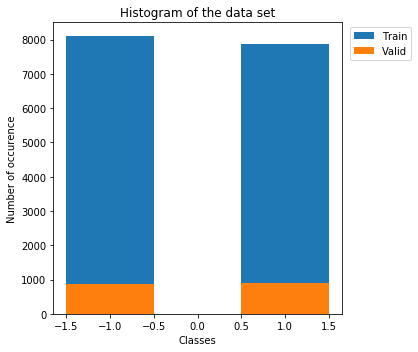 Histogram of the data set
Train
Valid
Number of occurence
8000
7000
6000
5000
4000
3000
2000
1000
0
−1.5 −1.0 −0.5 0.0 0.5 1.0 1.5
Classes